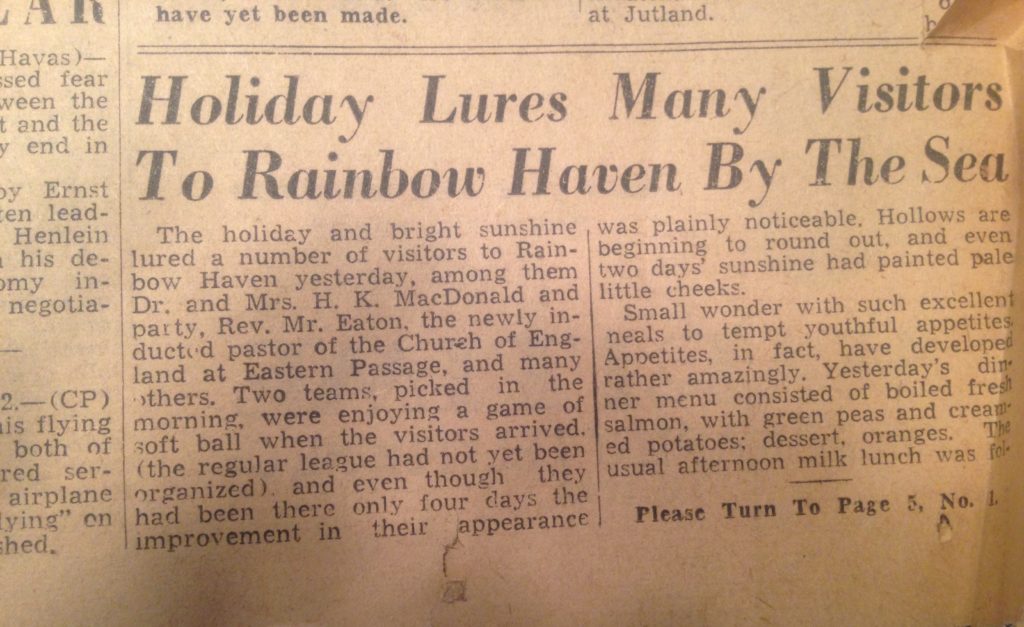 EAR
Havas)—
ssed fear
ween the
t and the
y end in
by Ernst
ten lead-
Henlein
his de-
omy in-
negotia-
2.—(CP)
is flying
both of
red ser-
airplane
lying" on
shed.
have yet been made.
at Jutland.
Holiday Lures Many Visitors
To Rainbow Haven By The Sea
The holiday and bright sunshine
lured a number of visitors to Rain-
bow Haven yesterday, among them
Dr. and Mrs. H. K. MacDonald and
party, Rev. Mr. Eaton, the newly in-
ducted pastor of the Church of Eng-
land at Eastern Passage, and many
others. Two teams, picked in the
morning, were enjoying a game of
soft ball when the visitors arrived.
(the regular league had not yet been
organized). and even though they
had been there only four days the
improvement in their appearance
was plainly noticeable. Hollows are
beginning to round out, and even
two days' sunshine had painted pale
little cheeks.
Small wonder with such excellent
neals to tempt youthful appetites.
Appetites, in fact, have developed
rather amazingly. Yesterday's din-
ner menu consisted of boiled fresh
salmon, with green peas and cream-
ed potatoes; dessert, oranges. The
usual afternoon milk lunch was fol-
Please Turn To Page 5, No. 1.